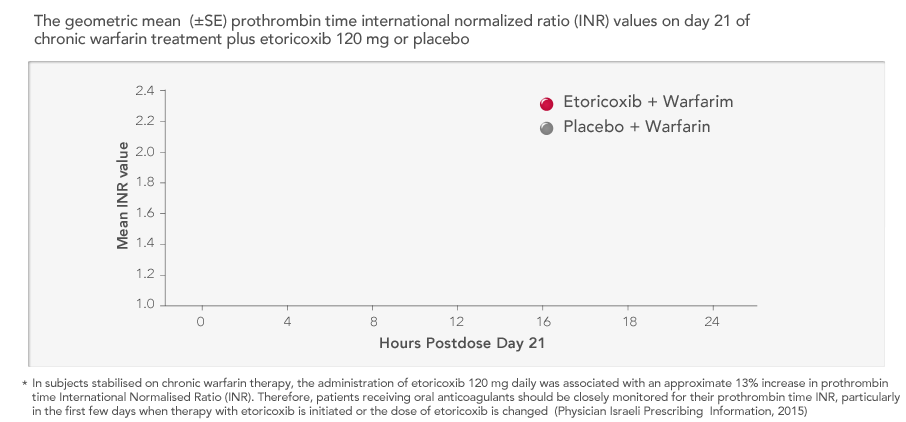 The geometric mean (±SE) prothrombin time international normalized ratio (INR) values on day 21 of
chronic warfarin treatment plus etoricoxib 120 mg or placebo
Etoricoxib + Warfarim
Placebo + Warfarin
Mean INR value
2.4
2.2
2.0
1.8
1.6
1.4
1.2
1.0
0 4 8 12 16 18 24
Hours Postdose Day 21
* In subjects stabilised on chronic warfarin therapy, the administration of etoricoxib 120 mg daily was associated with an approximate 13% increase in prothrombin
time International Normalised Ratio (INR). Therefore, patients receiving oral anticoagulants should be closely monitored for their prothrombin time INR, particularly
in the first few days when therapy with etoricoxib is initiated or the dose of etoricoxib is changed (Physician Israeli Prescribing Information, 2015)